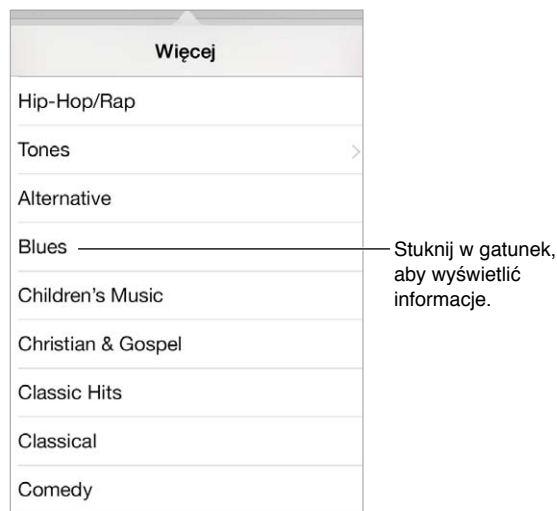 Więcej
Hip-Hop/Rap
Tones
Alternative
Blues
Children's Music
Christian & Gospel
Classic Hits
Classical
Comedy
Stuknij w gatunek,
aby wyświetlić
informacje.